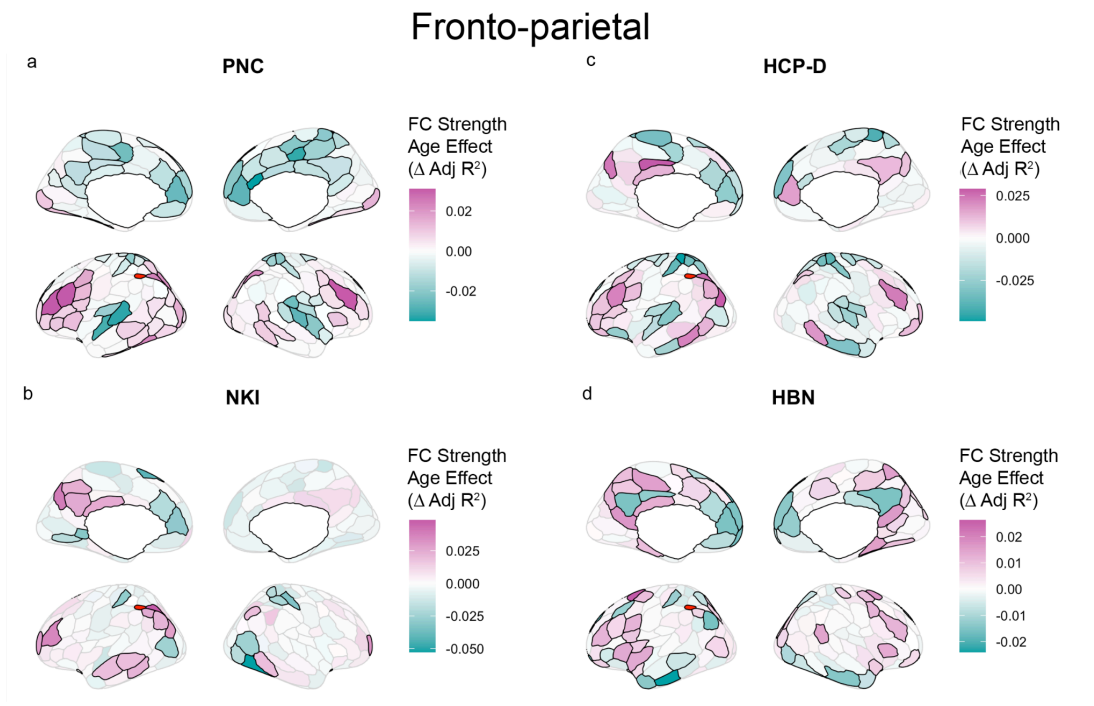 Fronto-parietal
a
PNC
FC Strength
Age Effect
(Δ Adj R²)
0.02
0.00
-0.02
c
HCP-D
FC Strength
Age Effect
(Δ Adj R²)
0.025
0.000
-0.025
b
NKI
FC Strength
Age Effect
(Δ Adj R²)
0.025
0.000
-0.025
-0.050
d
HBN
FC Strength
Age Effect
(Δ Adj R²)
0.02
0.01
0.00
-0.01
-0.02